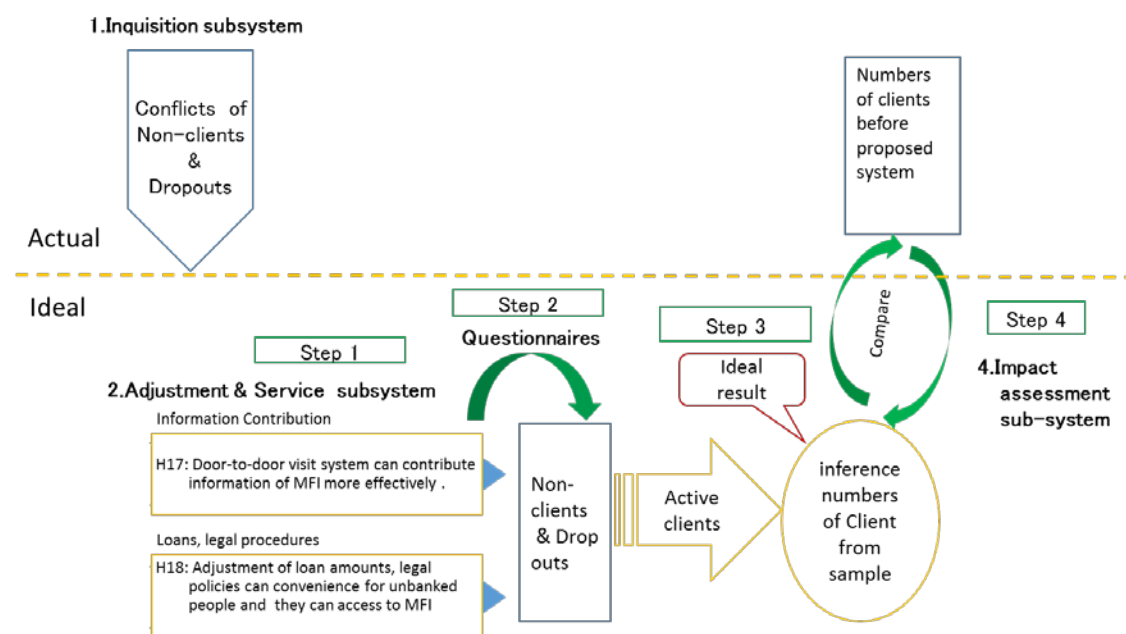 1.Inquisition subsystem
Conflicts of
Non-clients
&
Dropouts
Numbers
of clients
before
proposed
system
Actual
Ideal
Step 1
Step 2
Questionnaires
Step 3
Step 4
Compare
Ideal
result
4.Impact
assessment
sub-system
2.Adjustment & Service subsystem
Information Contribution
H17: Door-to-door visit system can contribute
information of MFI more effectively .
Loans, legal procedures
H18: Adjustment of loan amounts, legal
policies can convenience for unbanked
people and they can access to MFI
Non-
clients
& Drop
outs
Active
clients
inference
numbers
of Client
from
sample